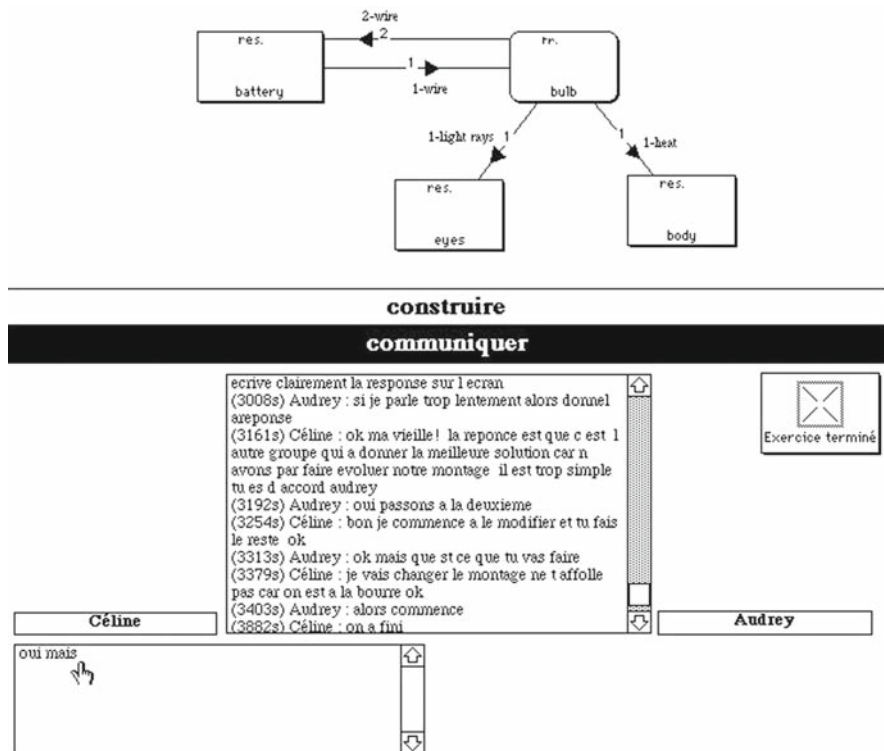 2-wire
res.
2
rr.
1
battery
1-wire
bulb
1-light rays
1
1
1-heat
res.
res.
eyes
body
construire
communiquer
ecrive clairement la response sur l ecran
(3008s) Audrey : si je parle trop lentement alors donnel
areponse
(3161s) Céline : ok ma vieille! la reponce est que c est l
autre groupe qui a donner la meilleure solution car n
avons par faire evoluer notre montage il est trop simple
tu es d accord audrey
(3192s) Audrey : oui passons a la deuxieme
(3254s) Céline : bon je commence a le modifier et tu fais
le reste ok
(3313s) Audrey : ok mais que st ce que tu vas faire
(3379s) Céline : je vais changer le montage ne t affolle
pas car on est a la bourre ok
(3403s) Audrey : alors commence
(3882s) Céline : on a fini
Exercice terminé
Céline
Audrey
oui mais